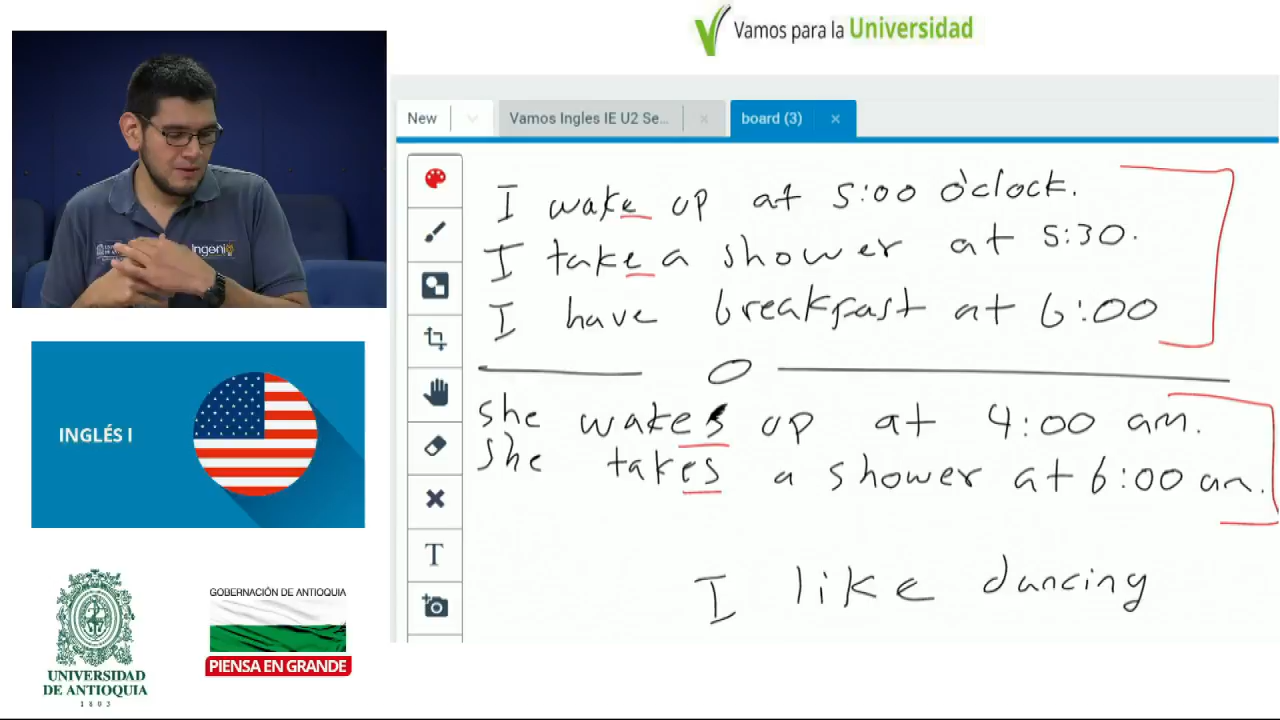 Vamos para la Universidad
New
Vamos Ingles IE U2 Se...
board (3)
I wake up at 5:00 o'clock.
I take a shower at 5:30.
I have breakfast at 6:00
she wakes up at 4:00 am.
she takes a shower at 6:00 am.
I like dancing
T
Ingeni@
INGLÉS I
UNIVERSIDAD
DE ANTIOQUIA
1803
GOBERNACIÓN DE ANTIOQUIA
PIENSA EN GRANDE